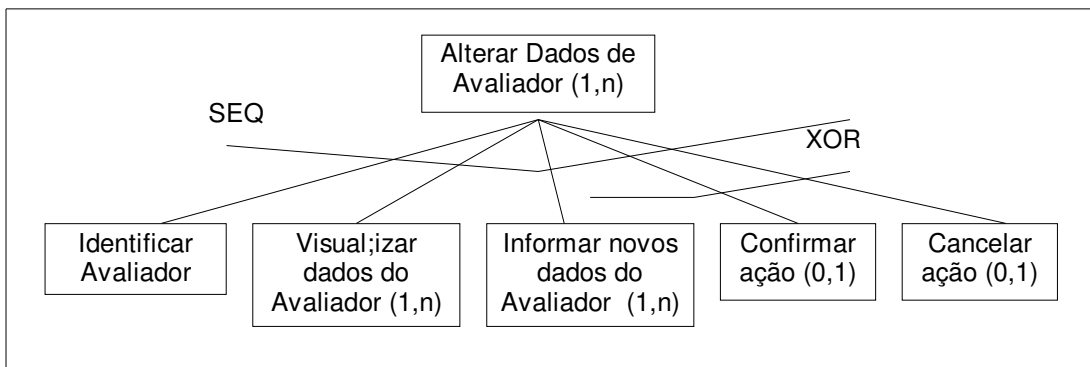 Alterar Dados de
Avaliador (1,n)
SEQ
XOR
Identificar
Avaliador
Visual;izar
dados do
Avaliador (1,n)
Informar novos
dados do
Avaliador (1,n)
Confirmar
ação (0,1)
Cancelar
ação (0,1)